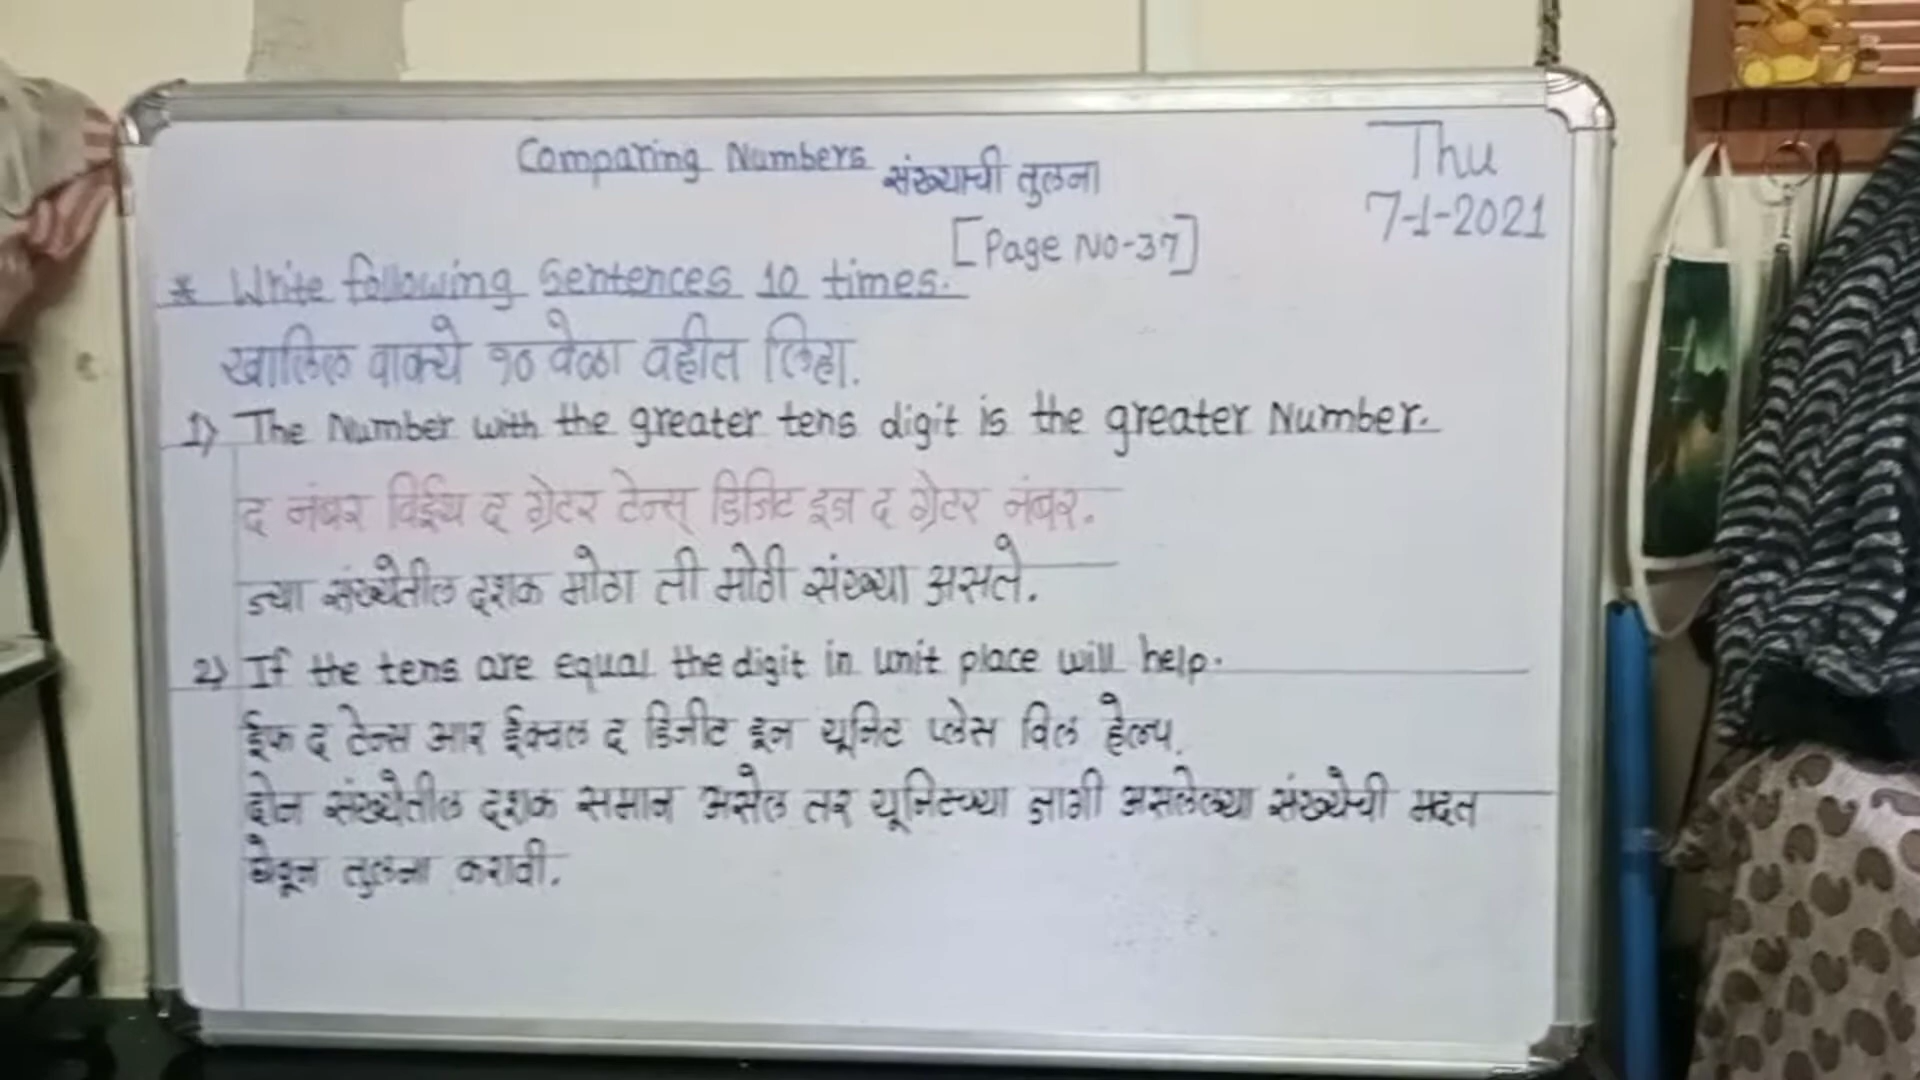 Comparing Numbers संख्याची तुलना
Thu
7-1-2021
[Page No-37]
* Write following Sentences 10 times.
खालिल वाक्ये १० वेळा वहीत लिहा.
1) The Number with the greater tens digit is the greater Number.
द नंबर विईथ द ग्रेटर टेन्स् डिजिट इज द ग्रेटर नंबर.
ज्या संख्येतील दशक मोठा ती मोठी संख्या असते.
2) If the tens are equal the digit in unit place will help.
ईफ द टेन्स आर ईक्वल द डिजीट इन यूनिट प्लेस विल हेल्प.
दोन संख्येतील दशक समान असेल तर यूनिटच्या जागी असलेल्या संख्येची मदत
घेवून तुलना करावी.